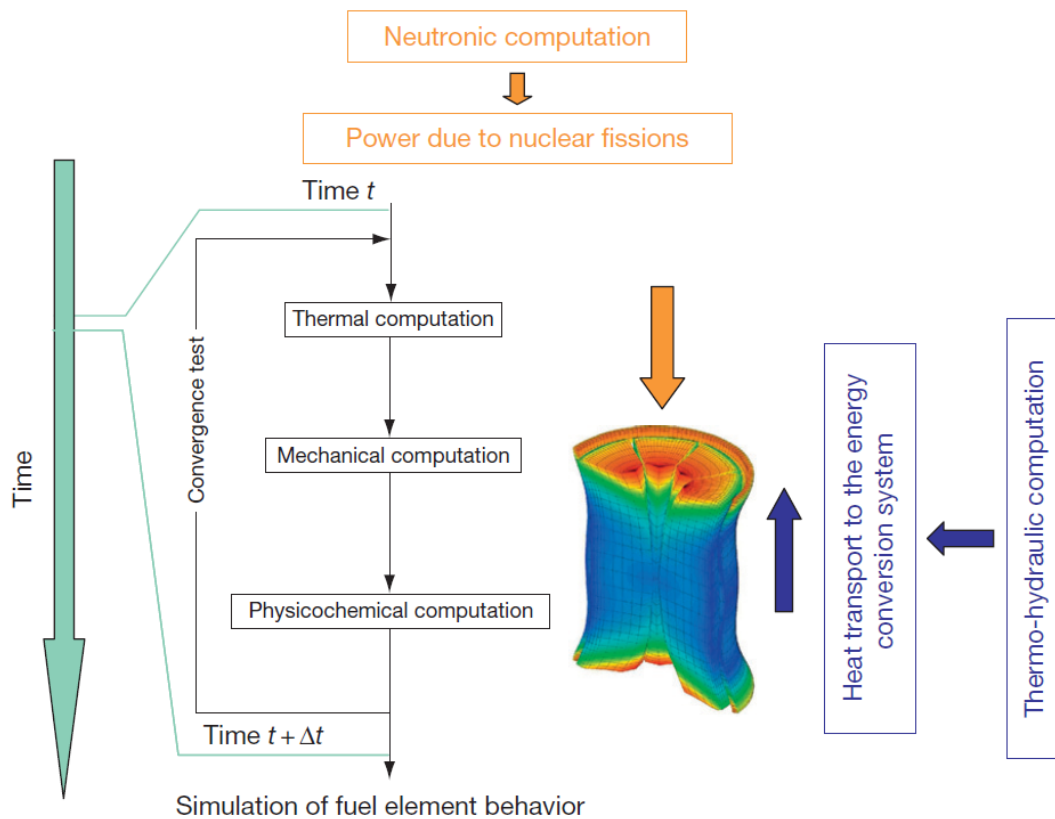 Neutronic computation
Power due to nuclear fissions
Time t
Thermal computation
Mechanical computation
Physicochemical computation
Convergence test
Time
Time t + Δt
Simulation of fuel element behavior
Heat transport to the energy
conversion system
Thermo-hydraulic computation